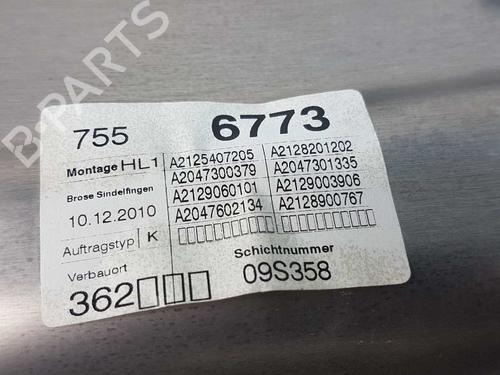 755 6773
Montage HL1 A2125407205 A2128201202
A2047300379 A2047301335
Brose Sindelfingen A2129060101 A2129003906
10.12.2010 A2047602134 A2128900767
Auftragstyp K
Verbauort Schichtnummer
362□□□ 09S358
B-PARTS